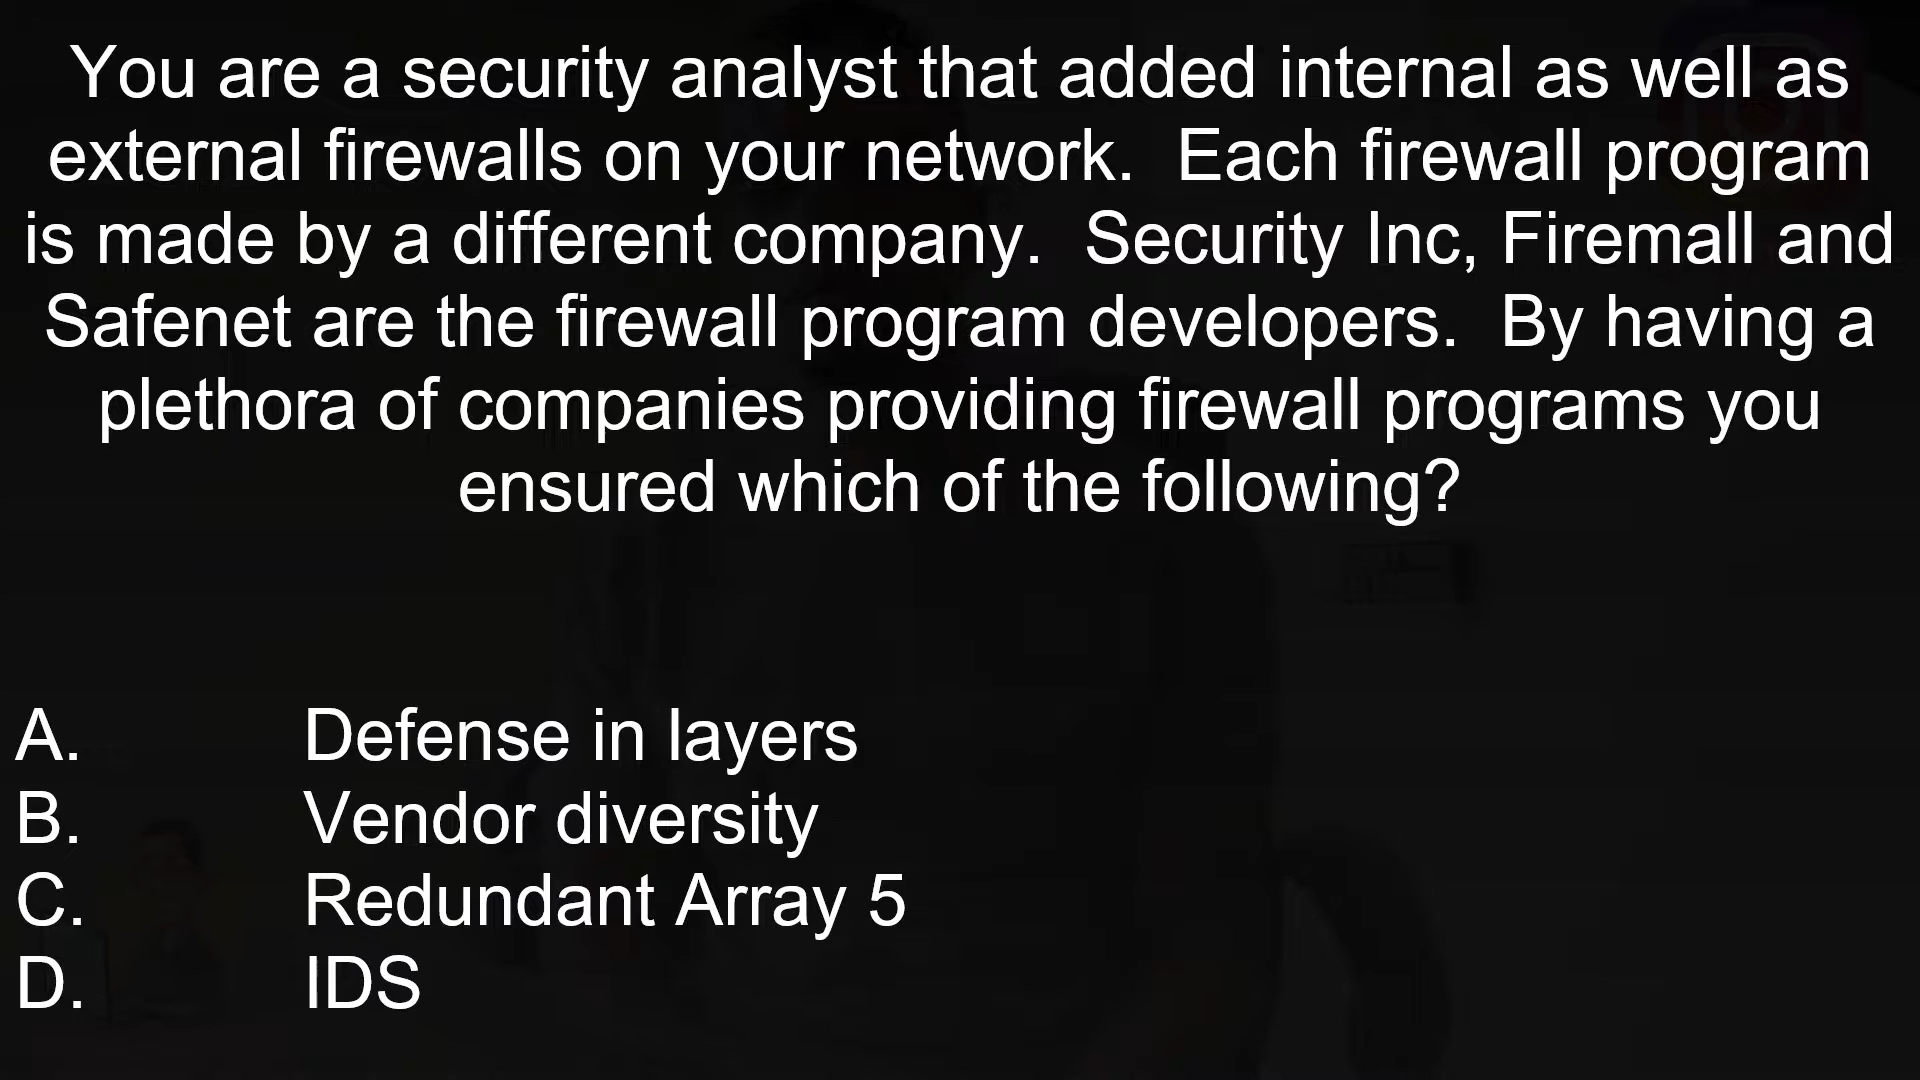 You are a security analyst that added internal as well as
external firewalls on your network.  Each firewall program
is made by a different company.  Security Inc, Firemall and
Safenet are the firewall program developers.  By having a
plethora of companies providing firewall programs you
ensured which of the following?
A. Defense in layers
B. Vendor diversity
C. Redundant Array 5
D. IDS